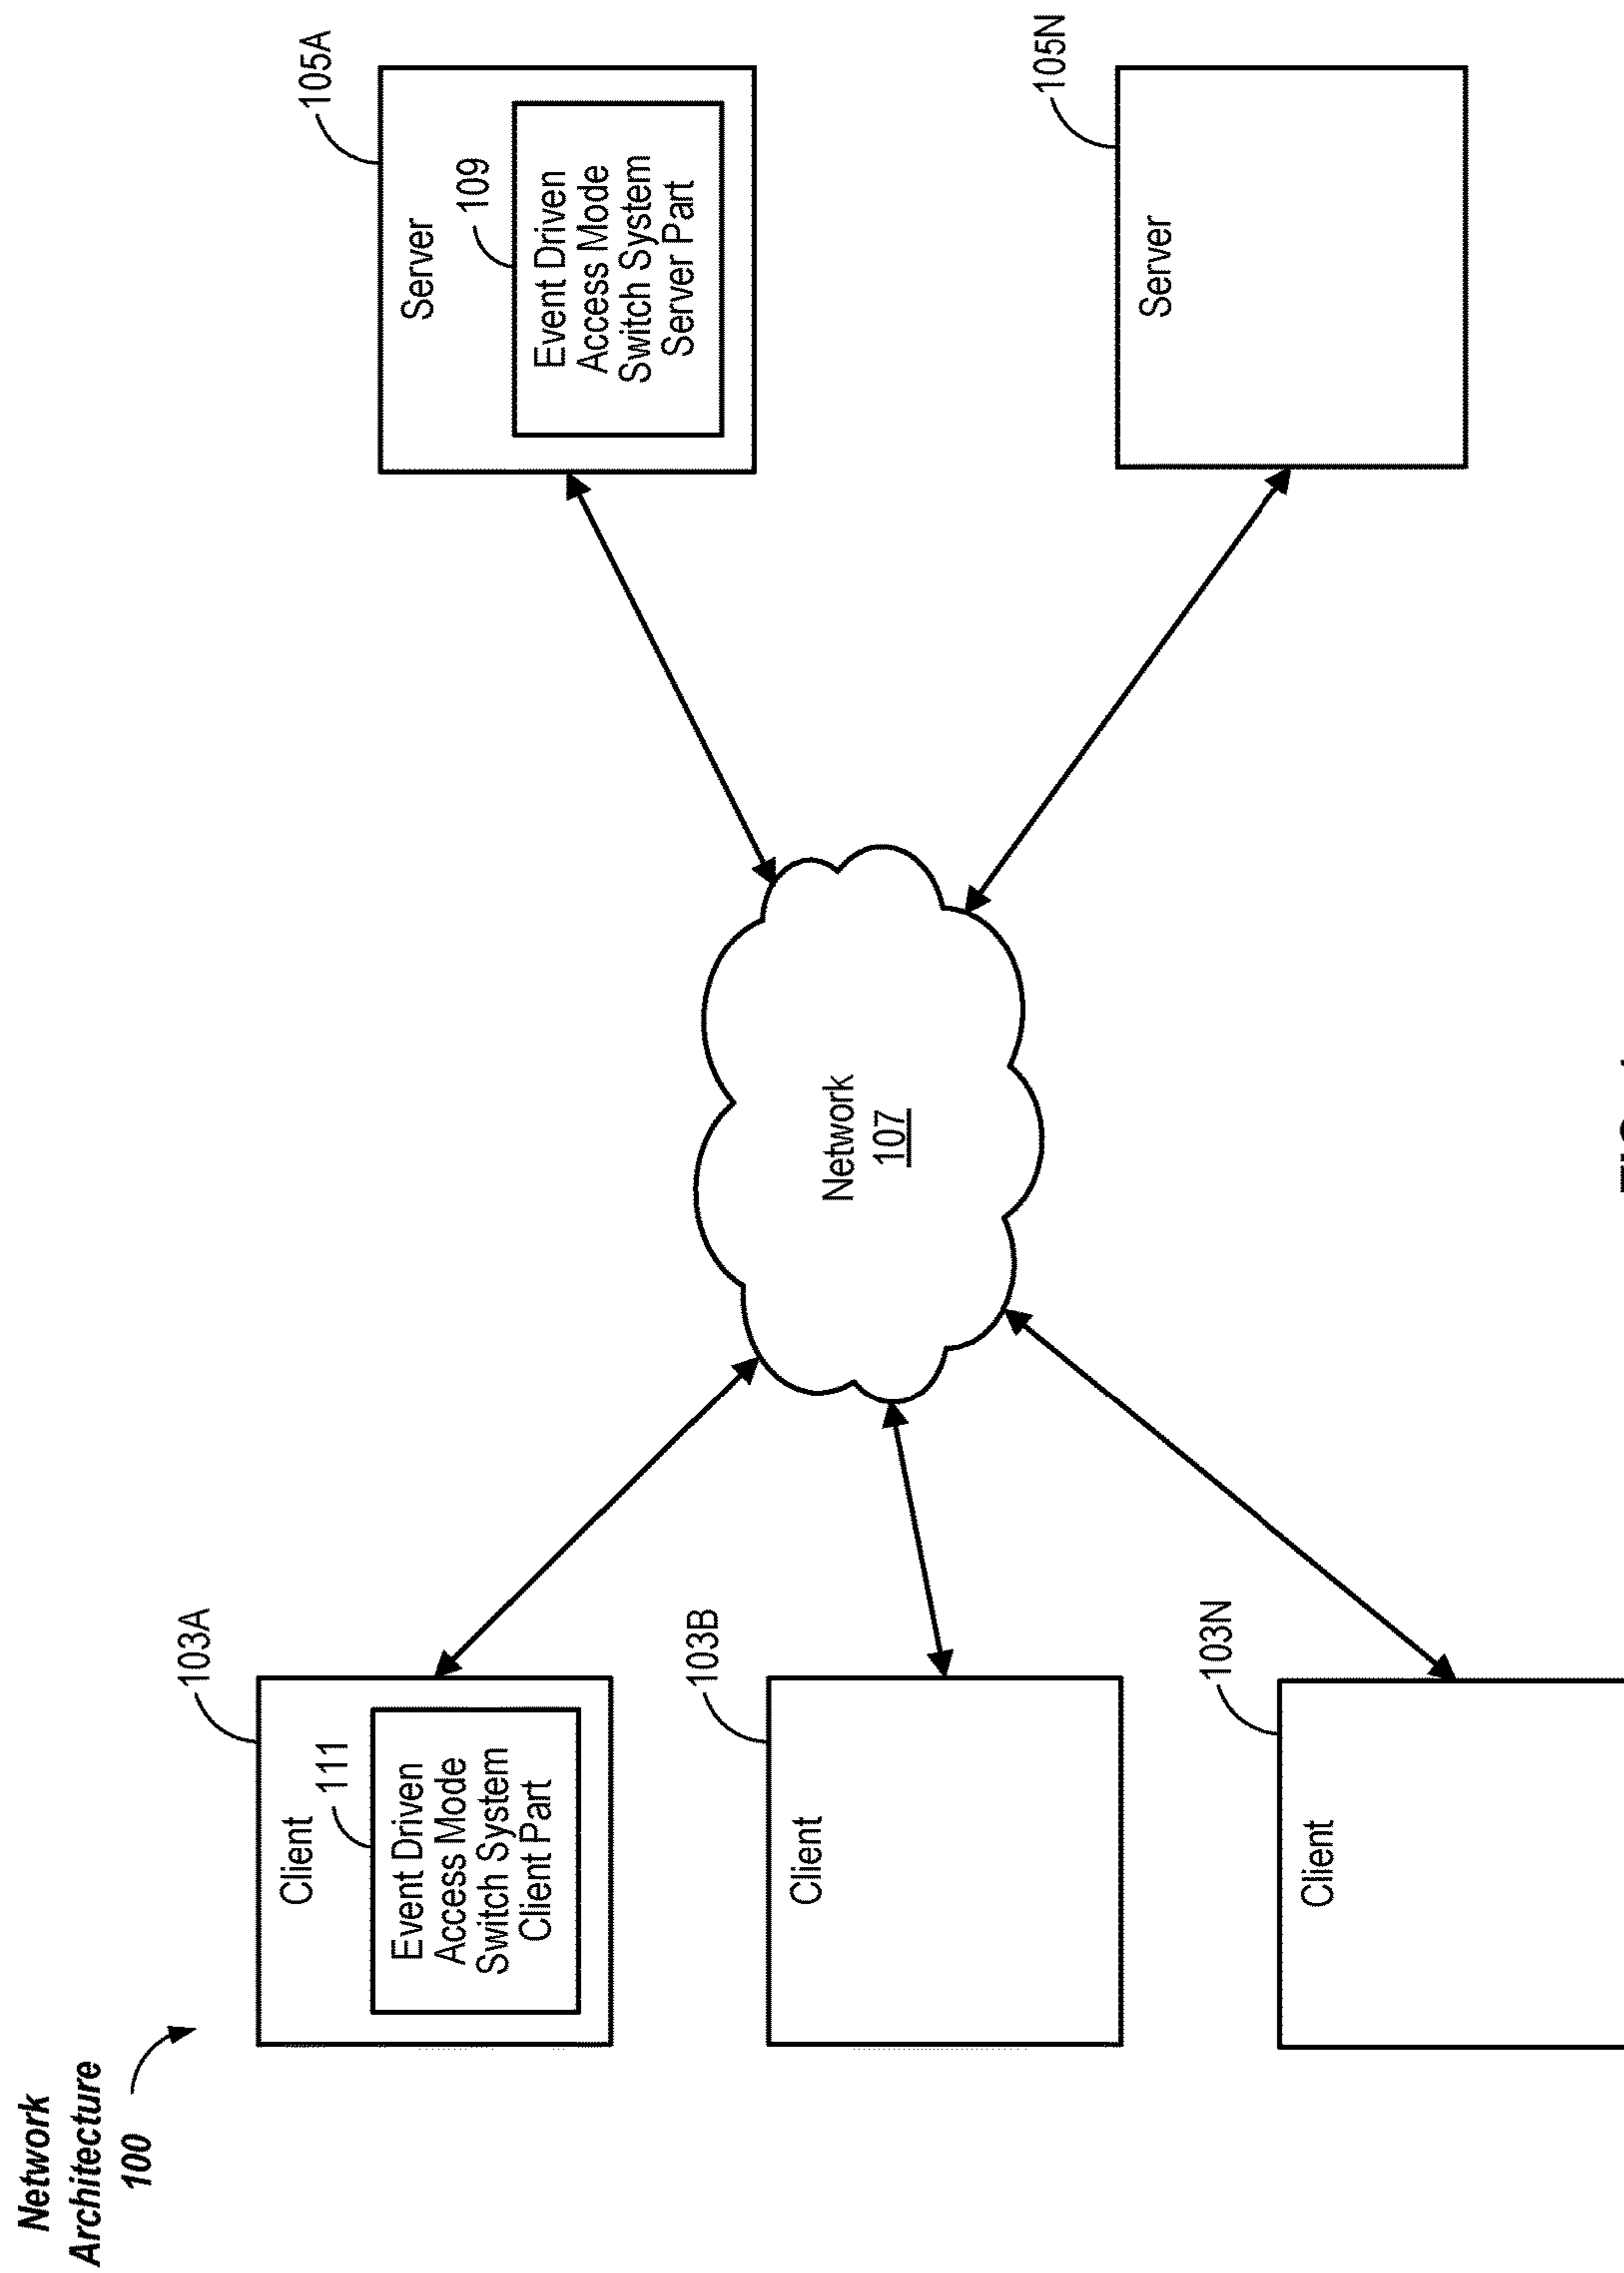 Network
Architecture
100
103A
Client
111
Event Driven
Access Mode
Switch System
Client Part
103B
Client
103N
Client
Network
107
105A
Server
109
Event Driven
Access Mode
Switch System
Server Part
105N
Server